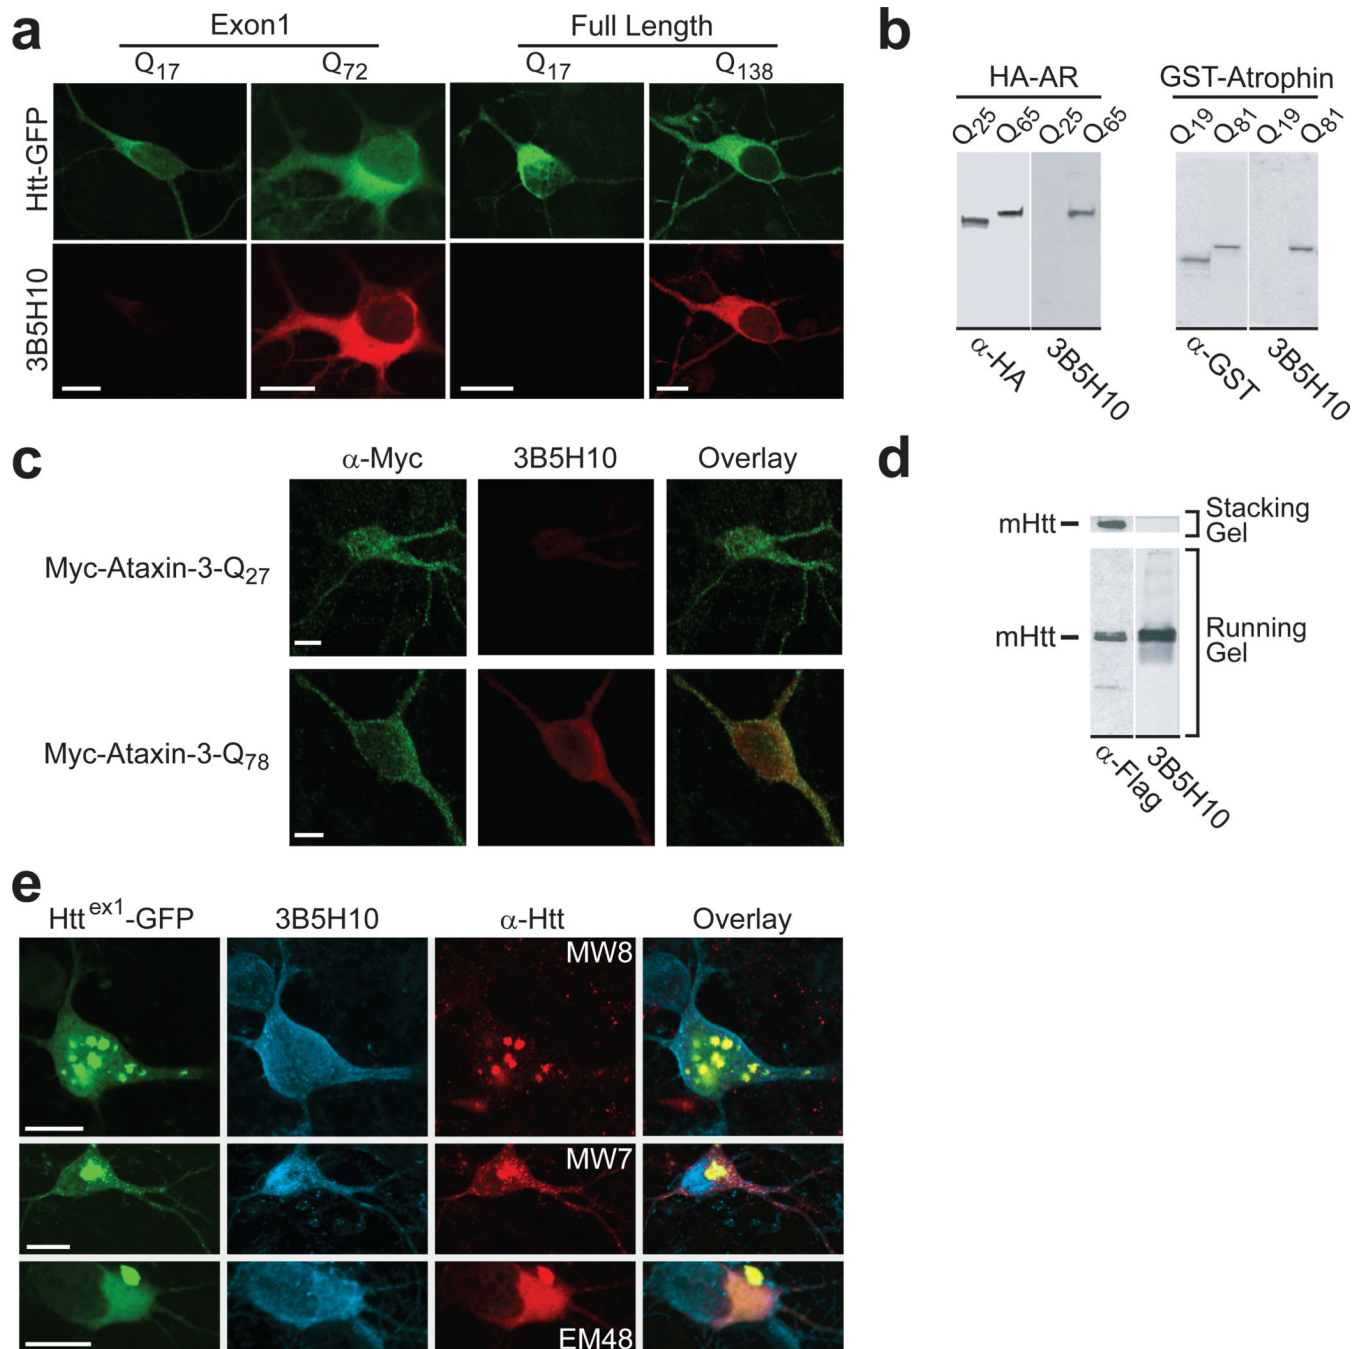 a
Exon1
Full Length
Q17
Q72
Q17
Q138
Htt-GFP
3B5H10
b
HA-AR
GST-Atrophin
Q25
Q65
Q25
Q65
Q19
Q81
Q19
Q81
α-HA
3B5H10
α-GST
3B5H10
c
α-Myc
3B5H10
Overlay
Myc-Ataxin-3-Q27
Myc-Ataxin-3-Q78
d
mHtt
Stacking
Gel
mHtt
Running
Gel
α-Flag
3B5H10
e
Htt ex1-GFP
3B5H10
α-Htt
Overlay
MW8
MW7
EM48